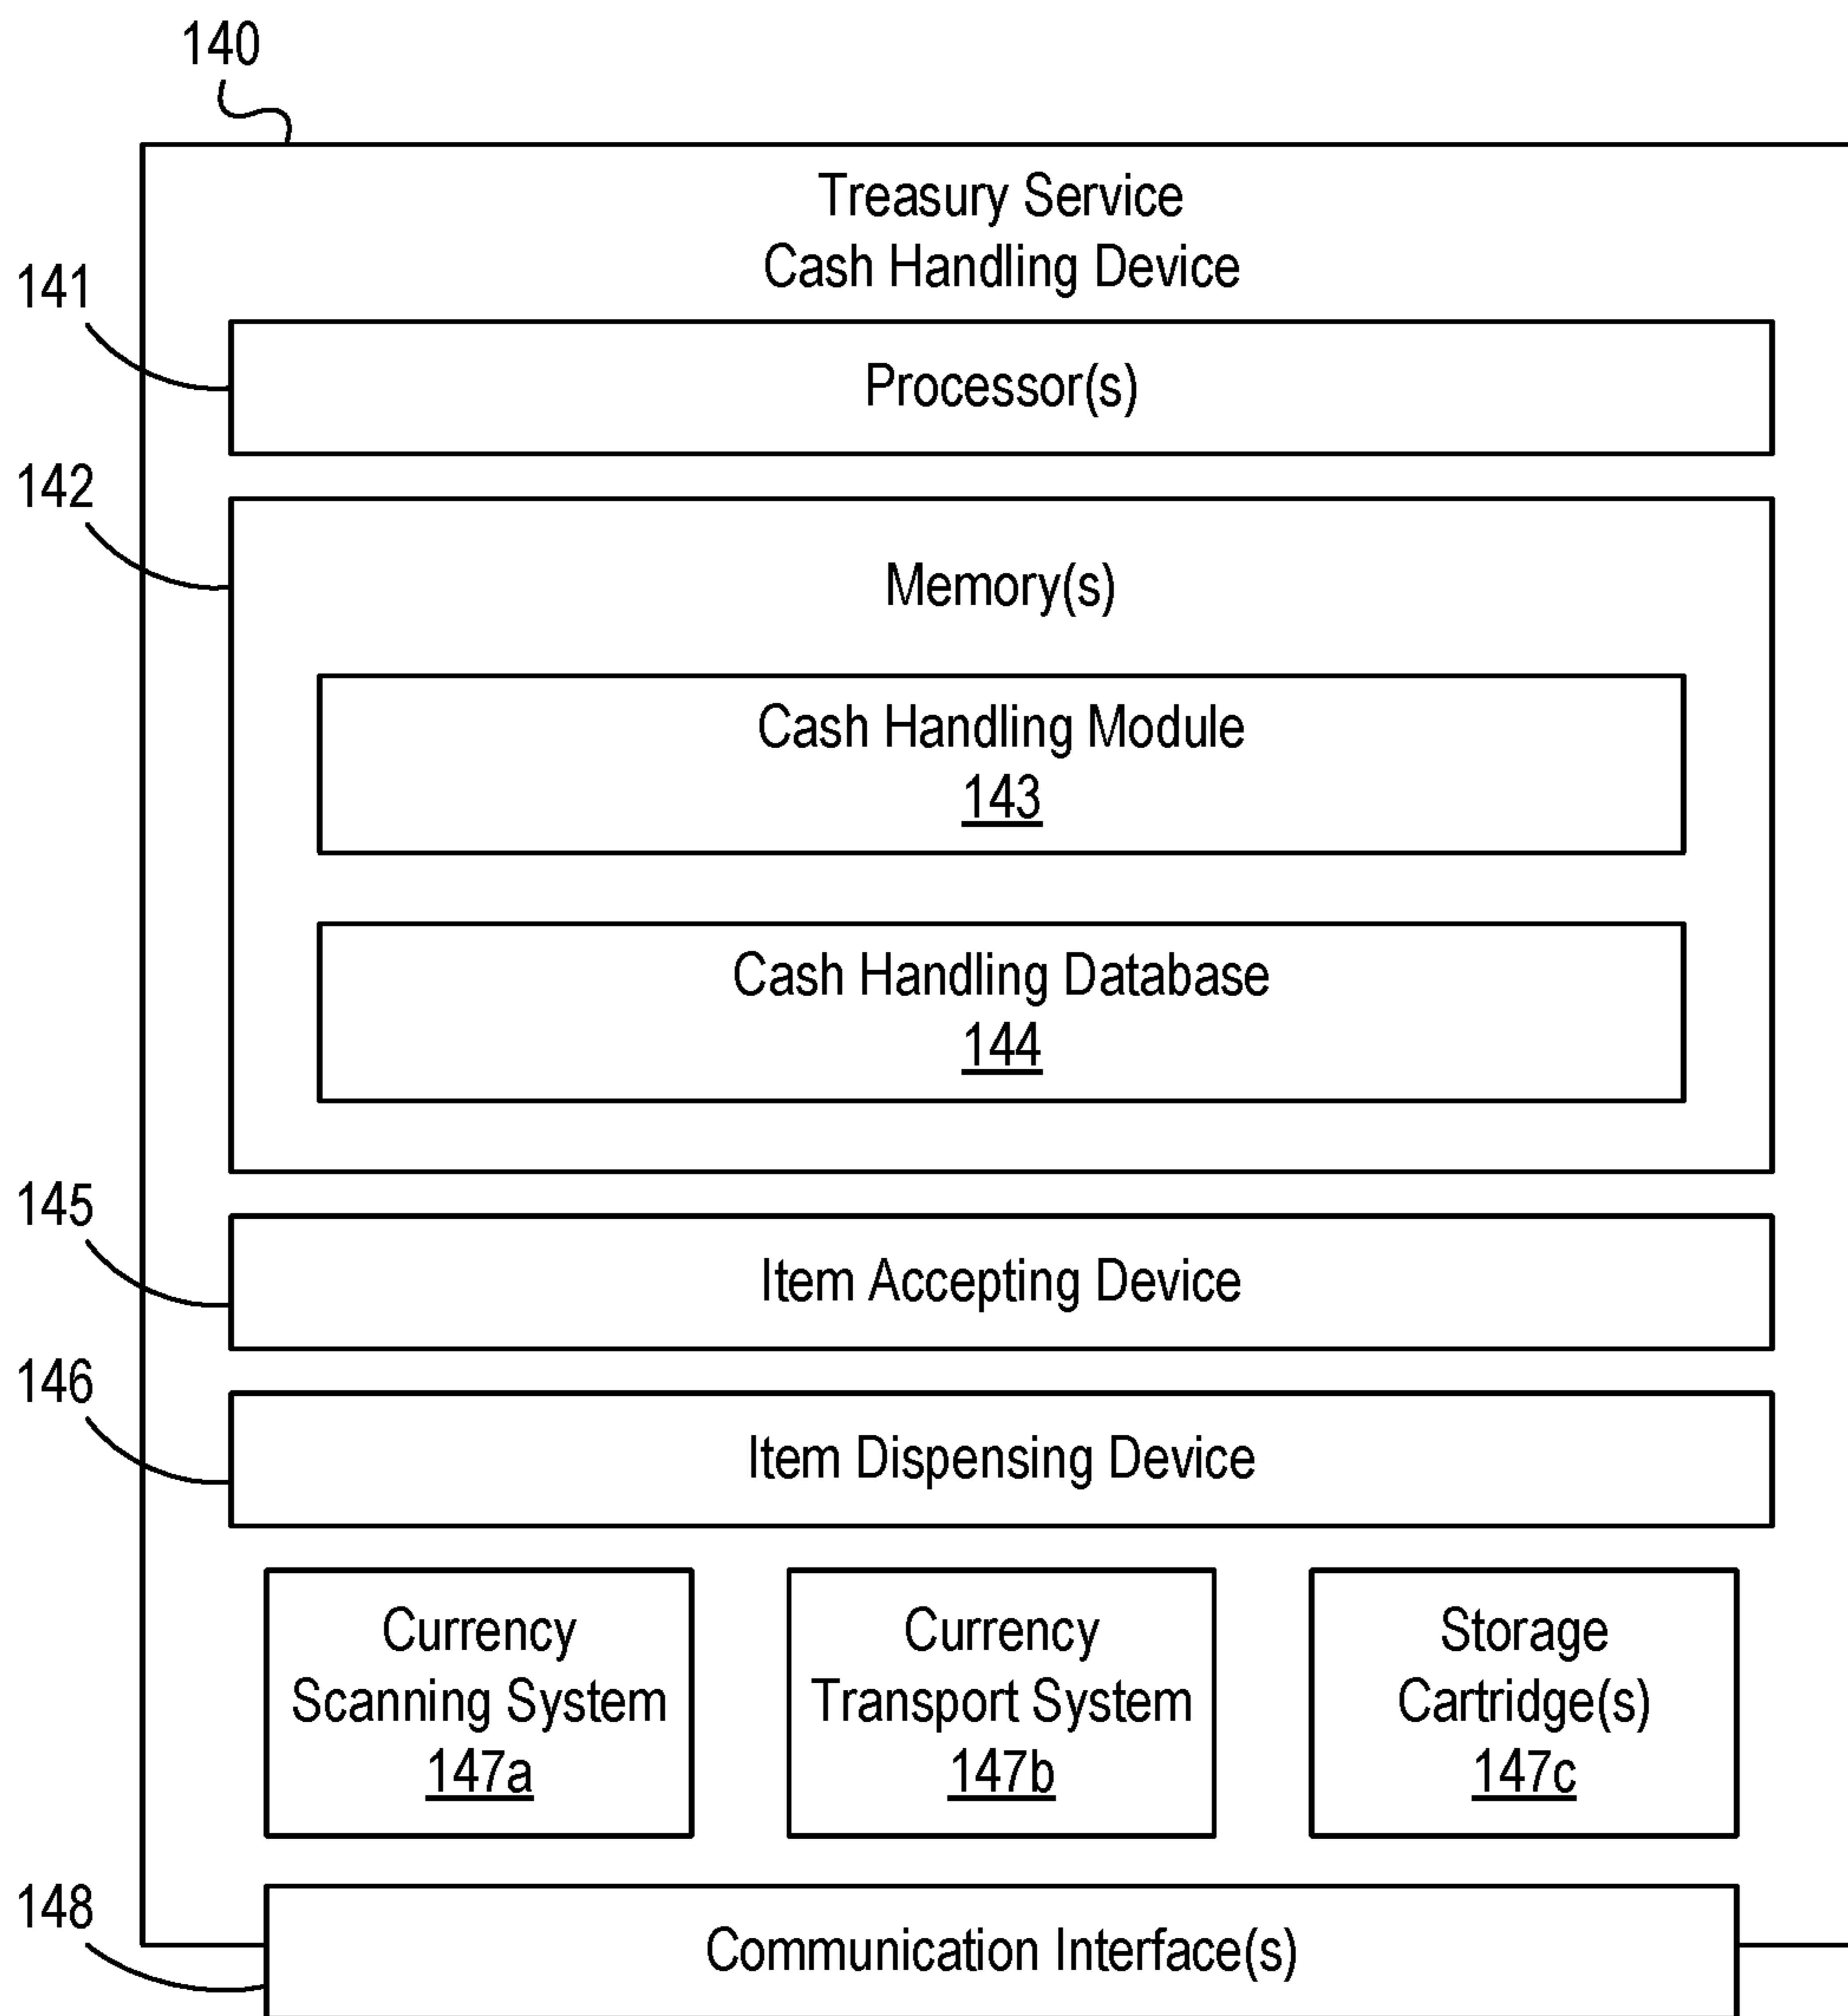 140
Treasury Service
Cash Handling Device
141
Processor(s)
142
Memory(s)
Cash Handling Module
143
Cash Handling Database
144
145
Item Accepting Device
146
Item Dispensing Device
Currency
Scanning System
147a
Currency
Transport System
147b
Storage
Cartridge(s)
147c
148
Communication Interface(s)